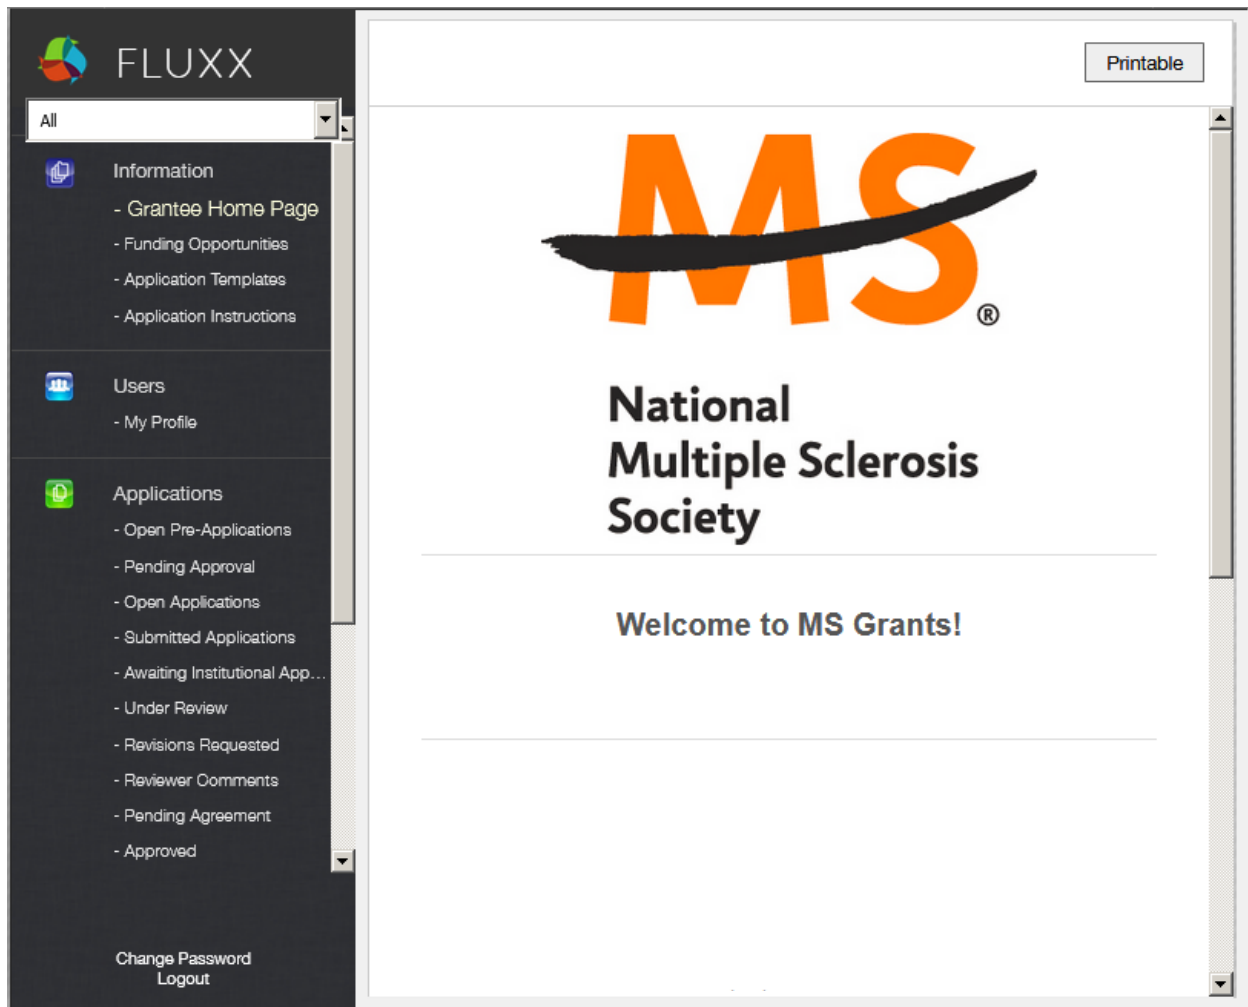 FLUXX
All
Information
- Grantee Home Page
- Funding Opportunities
- Application Templates
- Application Instructions
Users
- My Profile
Applications
- Open Pre-Applications
- Pending Approval
- Open Applications
- Submitted Applications
- Awaiting Institutional App...
- Under Review
- Revisions Requested
- Reviewer Comments
- Pending Agreement
- Approved
Change Password
Logout
Printable
MS®
National
Multiple Sclerosis
Society
Welcome to MS Grants!